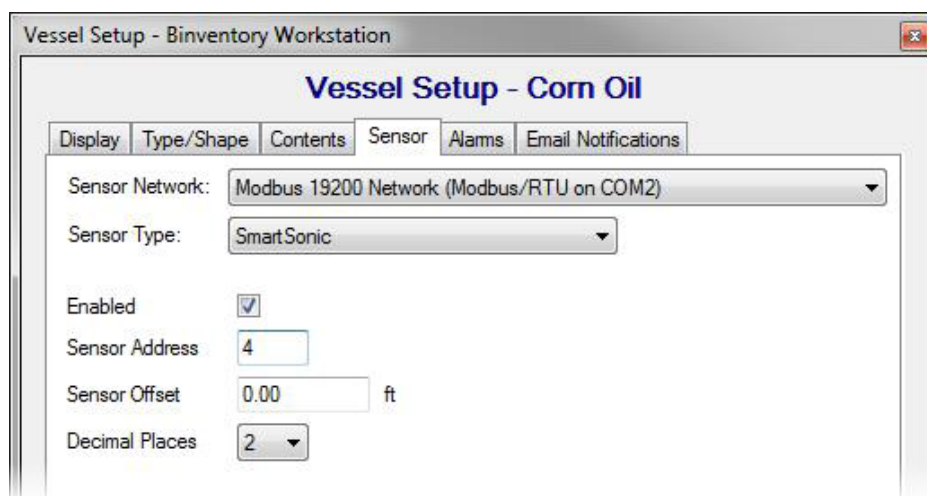 Vessel Setup - Binventory Workstation
Vessel Setup - Corn Oil
Display Type/Shape Contents Sensor Alarms Email Notifications
Sensor Network: Modbus 19200 Network (Modbus/RTU on COM2)
Sensor Type: SmartSonic
Enabled
Sensor Address 4
Sensor Offset 0.00 ft
Decimal Places 2